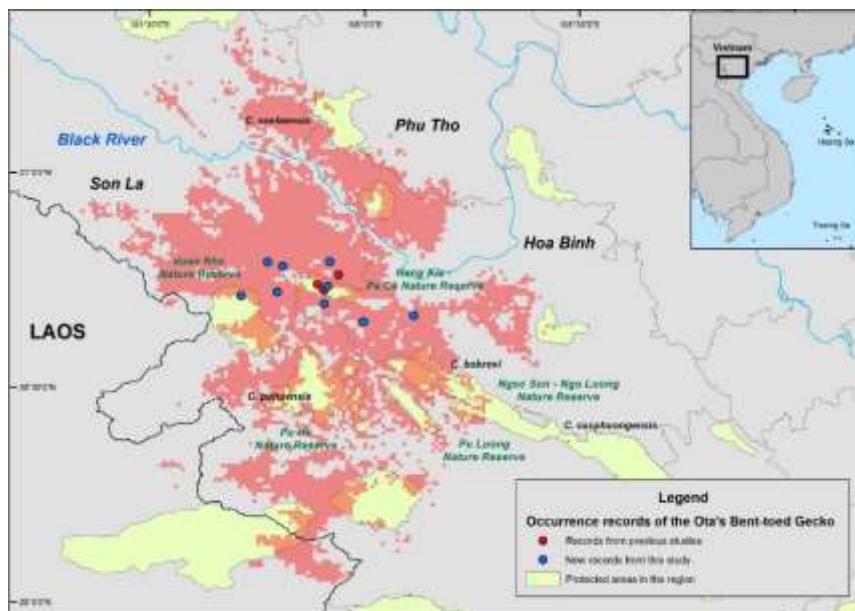 Vietnam
Phu Tho
Black River
Son La
Hoa Binh
Nature Reserve
Hang Kia -
Pa Co Nature Reserve
LAOS
C. bobrovi
Ngoc Son - Ngo Luong
Nature Reserve
C. puhuensis
C. cucphuongensis
Pu Hu
Nature Reserve
Pu Luong
Nature Reserve
Legend
Occurrence records of the Ota's Bent-toed Gecko
Records from previous studies
New records from this study
Protected areas in the region